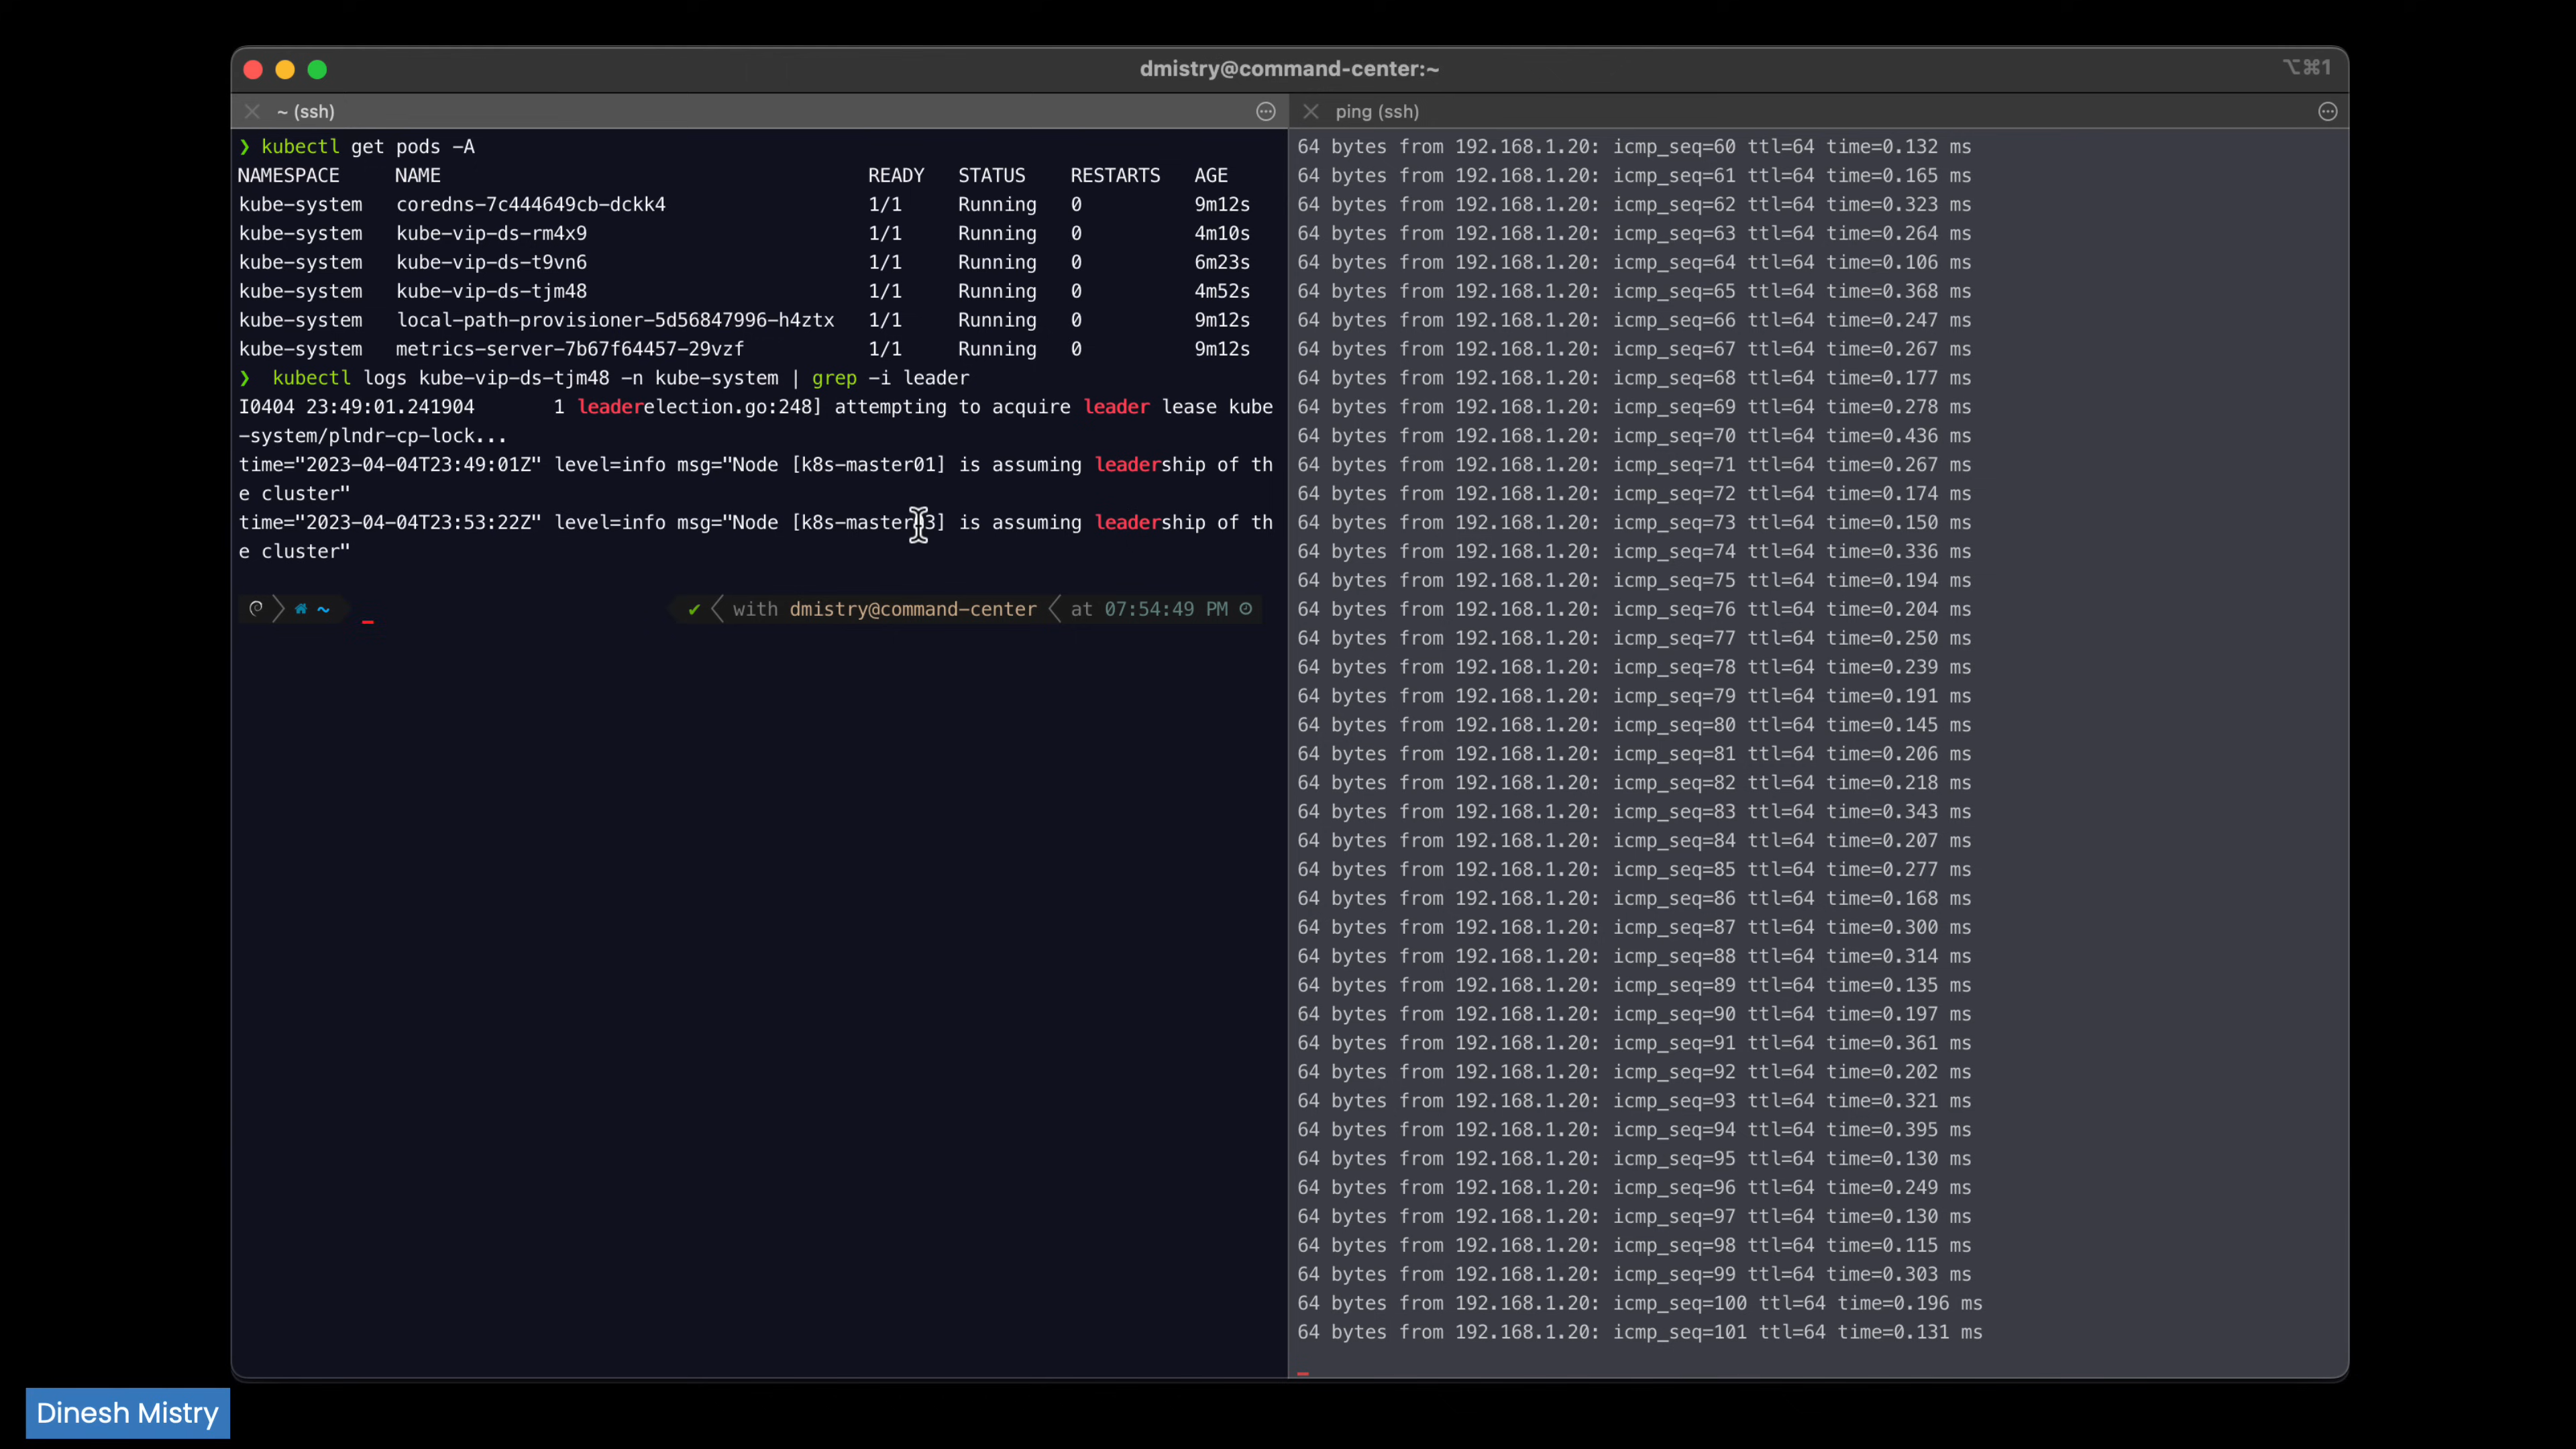 dmistry@command-center:~
⌥⌘1
~ (ssh)
❯ kubectl get pods -A
NAMESPACE NAME READY STATUS RESTARTS AGE
kube-system coredns-7c444649cb-dckk4 1/1 Running 0 9m12s
kube-system kube-vip-ds-rm4x9 1/1 Running 0 4m10s
kube-system kube-vip-ds-t9vn6 1/1 Running 0 6m23s
kube-system kube-vip-ds-tjm48 1/1 Running 0 4m52s
kube-system local-path-provisioner-5d56847996-h4ztx 1/1 Running 0 9m12s
kube-system metrics-server-7b67f64457-29vzf 1/1 Running 0 9m12s
❯ kubectl logs kube-vip-ds-tjm48 -n kube-system | grep -i leader
I0404 23:49:01.241904 1 leaderelection.go:248] attempting to acquire leader lease kube
-system/plndr-cp-lock...
time="2023-04-04T23:49:01Z" level=info msg="Node [k8s-master01] is assuming leadership of th
e cluster"
time="2023-04-04T23:53:22Z" level=info msg="Node is assuming leadership of th
e cluster"
~ ✔ with dmistry@command-center at 07:54:49 PM
ping (ssh)
64 bytes from 192.168.1.20: icmp_seq=60 ttl=64 time=0.132 ms
64 bytes from 192.168.1.20: icmp_seq=61 ttl=64 time=0.165 ms
64 bytes from 192.168.1.20: icmp_seq=62 ttl=64 time=0.323 ms
64 bytes from 192.168.1.20: icmp_seq=63 ttl=64 time=0.264 ms
64 bytes from 192.168.1.20: icmp_seq=64 ttl=64 time=0.106 ms
64 bytes from 192.168.1.20: icmp_seq=65 ttl=64 time=0.368 ms
64 bytes from 192.168.1.20: icmp_seq=66 ttl=64 time=0.247 ms
64 bytes from 192.168.1.20: icmp_seq=67 ttl=64 time=0.267 ms
64 bytes from 192.168.1.20: icmp_seq=68 ttl=64 time=0.177 ms
64 bytes from 192.168.1.20: icmp_seq=69 ttl=64 time=0.278 ms
64 bytes from 192.168.1.20: icmp_seq=70 ttl=64 time=0.436 ms
64 bytes from 192.168.1.20: icmp_seq=71 ttl=64 time=0.267 ms
64 bytes from 192.168.1.20: icmp_seq=72 ttl=64 time=0.174 ms
64 bytes from 192.168.1.20: icmp_seq=73 ttl=64 time=0.150 ms
64 bytes from 192.168.1.20: icmp_seq=74 ttl=64 time=0.336 ms
64 bytes from 192.168.1.20: icmp_seq=75 ttl=64 time=0.194 ms
64 bytes from 192.168.1.20: icmp_seq=76 ttl=64 time=0.204 ms
64 bytes from 192.168.1.20: icmp_seq=77 ttl=64 time=0.250 ms
64 bytes from 192.168.1.20: icmp_seq=78 ttl=64 time=0.239 ms
64 bytes from 192.168.1.20: icmp_seq=79 ttl=64 time=0.191 ms
64 bytes from 192.168.1.20: icmp_seq=80 ttl=64 time=0.145 ms
64 bytes from 192.168.1.20: icmp_seq=81 ttl=64 time=0.206 ms
64 bytes from 192.168.1.20: icmp_seq=82 ttl=64 time=0.218 ms
64 bytes from 192.168.1.20: icmp_seq=83 ttl=64 time=0.343 ms
64 bytes from 192.168.1.20: icmp_seq=84 ttl=64 time=0.207 ms
64 bytes from 192.168.1.20: icmp_seq=85 ttl=64 time=0.277 ms
64 bytes from 192.168.1.20: icmp_seq=86 ttl=64 time=0.168 ms
64 bytes from 192.168.1.20: icmp_seq=87 ttl=64 time=0.300 ms
64 bytes from 192.168.1.20: icmp_seq=88 ttl=64 time=0.314 ms
64 bytes from 192.168.1.20: icmp_seq=89 ttl=64 time=0.135 ms
64 bytes from 192.168.1.20: icmp_seq=90 ttl=64 time=0.197 ms
64 bytes from 192.168.1.20: icmp_seq=91 ttl=64 time=0.361 ms
64 bytes from 192.168.1.20: icmp_seq=92 ttl=64 time=0.202 ms
64 bytes from 192.168.1.20: icmp_seq=93 ttl=64 time=0.321 ms
64 bytes from 192.168.1.20: icmp_seq=94 ttl=64 time=0.395 ms
64 bytes from 192.168.1.20: icmp_seq=95 ttl=64 time=0.130 ms
64 bytes from 192.168.1.20: icmp_seq=96 ttl=64 time=0.249 ms
64 bytes from 192.168.1.20: icmp_seq=97 ttl=64 time=0.130 ms
64 bytes from 192.168.1.20: icmp_seq=98 ttl=64 time=0.115 ms
64 bytes from 192.168.1.20: icmp_seq=99 ttl=64 time=0.303 ms
64 bytes from 192.168.1.20: icmp_seq=100 ttl=64 time=0.196 ms
64 bytes from 192.168.1.20: icmp_seq=101 ttl=64 time=0.131 ms
Dinesh Mistry